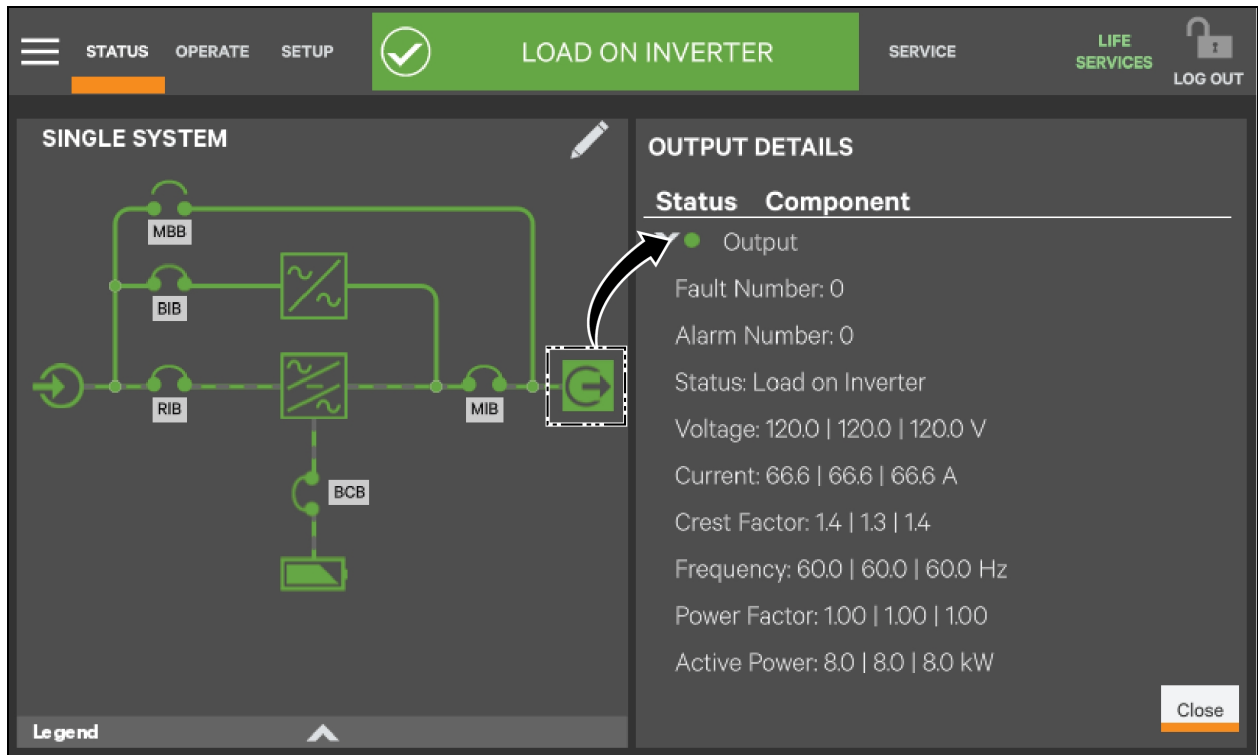 STATUS OPERATE SETUP LOAD ON INVERTER SERVICE LIFE SERVICES LOG OUT
SINGLE SYSTEM
MBB
BIB
RIB
MIB
BCB
Legend
OUTPUT DETAILS
Status Component
Output
Fault Number: 0
Alarm Number: 0
Status: Load on Inverter
Voltage: 120.0 | 120.0 | 120.0 V
Current: 66.6 | 66.6 | 66.6 A
Crest Factor: 1.4 | 1.3 | 1.4
Frequency: 60.0 | 60.0 | 60.0 Hz
Power Factor: 1.00 | 1.00 | 1.00
Active Power: 8.0 | 8.0 | 8.0 kW
Close